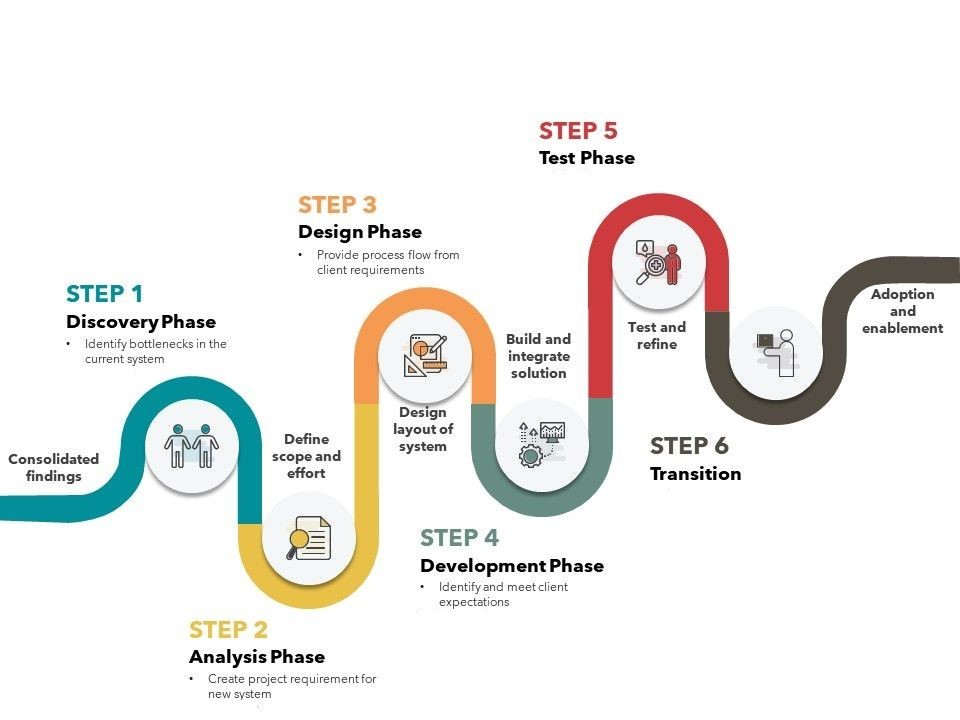 STEP 1
Discovery Phase
• Identify bottlenecks in the
current system
Consolidated
findings
STEP 2
Analysis Phase
• Create project requirement for
new system
Define
scope and
effort
STEP 3
Design Phase
• Provide process flow from
client requirements
Design
layout of
system
STEP 4
Development Phase
• Identify and meet client
expectations
Build and
integrate
solution
STEP 5
Test Phase
Test and
refine
STEP 6
Transition
Adoption
and
enablement